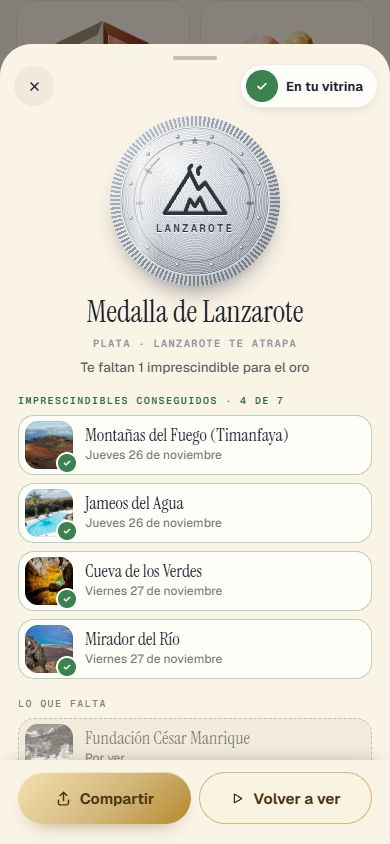 En tu vitrina
LANZAROTE
Medalla de Lanzarote
PLATA · LANZAROTE TE ATRAPA
Te faltan 1 imprescindible para el oro
IMPRESCINDIBLES CONSEGUIDOS · 4 DE 7
Montañas del Fuego (Timanfaya)
Jueves 26 de noviembre
Jameos del Agua
Jueves 26 de noviembre
Cueva de los Verdes
Viernes 27 de noviembre
Mirador del Río
Viernes 27 de noviembre
LO QUE FALTA
Fundación César Manrique
Por ver
Compartir
Volver a ver